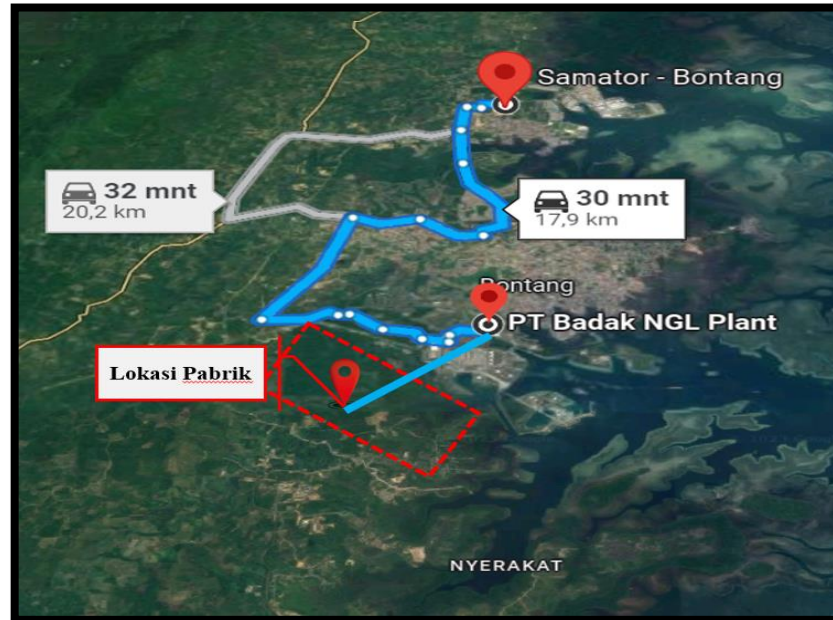 Samator - Bontang
32 mnt
20,2 km
30 mnt
17,9 km
Bontang
PT Badak NGL Plant
Lokasi Pabrik
NYERAKAT